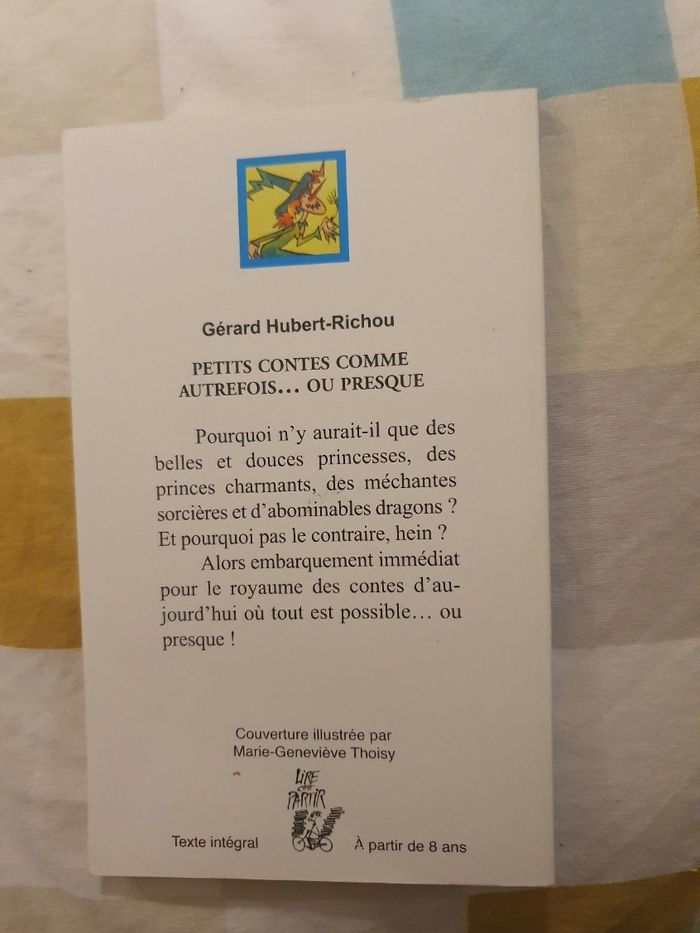 Gérard Hubert-Richou
PETITS CONTES COMME
AUTREFOIS... OU PRESQUE
Pourquoi n'y aurait-il que des
belles et douces princesses, des
princes charmants, des méchantes
sorcières et d'abominables dragons ?
Et pourquoi pas le contraire, hein ?
Alors embarquement immédiat
pour le royaume des contes d'au-
jourd'hui où tout est possible... ou
presque !
Couverture illustrée par
Marie-Geneviève Thoisy
LIRE
c'est
PARTIR
Texte intégral
À partir de 8 ans